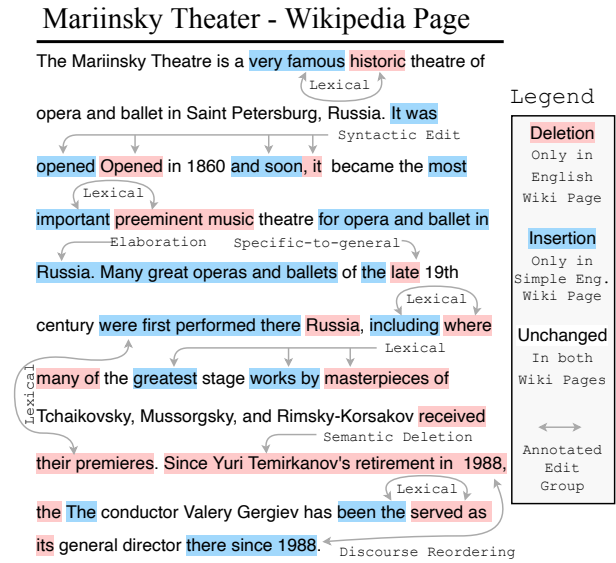 Mariinsky Theater - Wikipedia Page
The Mariinsky Theatre is a very famous historic theatre of
Lexical
opera and ballet in Saint Petersburg, Russia. It was
Syntactic Edit
opened Opened in 1860 and soon, it became the most
Lexical
important preeminent music theatre for opera and ballet in
Elaboration Specific-to-general
Russia. Many great operas and ballets of the late 19th
Lexical
century were first performed there Russia, including where
Lexical
many of the greatest stage works by masterpieces of
Lexical
Tchaikovsky, Mussorgsky, and Rimsky-Korsakov received
Semantic Deletion
their premieres. Since Yuri Temirkanov's retirement in 1988,
Lexical
the The conductor Valery Gergiev has been the served as
its general director there since 1988.
Discourse Reordering
Legend
Deletion
Only in
English
Wiki Page
Insertion
Only in
Simple Eng.
Wiki Page
Unchanged
In both
Wiki Pages
Annotated
Edit
Group